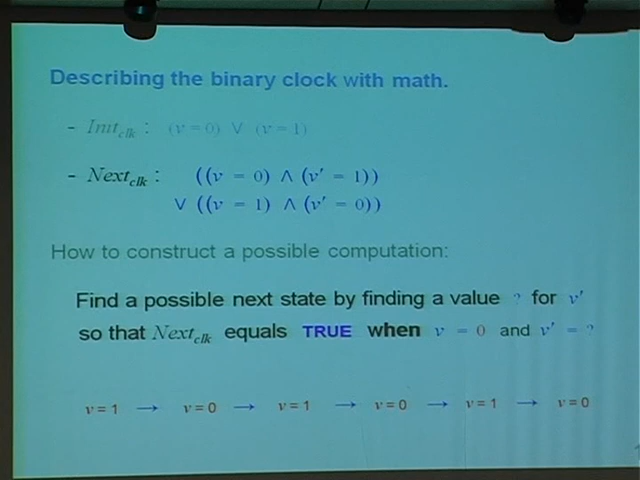 Describing the binary clock with math.
- Init_clk : (v = 0) ∨ (v = 1)
- Next_clk : ((v = 0) ∧ (v′ = 1))
∨ ((v = 1) ∧ (v′ = 0))
How to construct a possible computation:
Find a possible next state by finding a value ? for v′
so that Next_clk equals TRUE when v = 0 and v′ = ?
v = 1 → v = 0 → v = 1 → v = 0 → v = 1 → v = 0